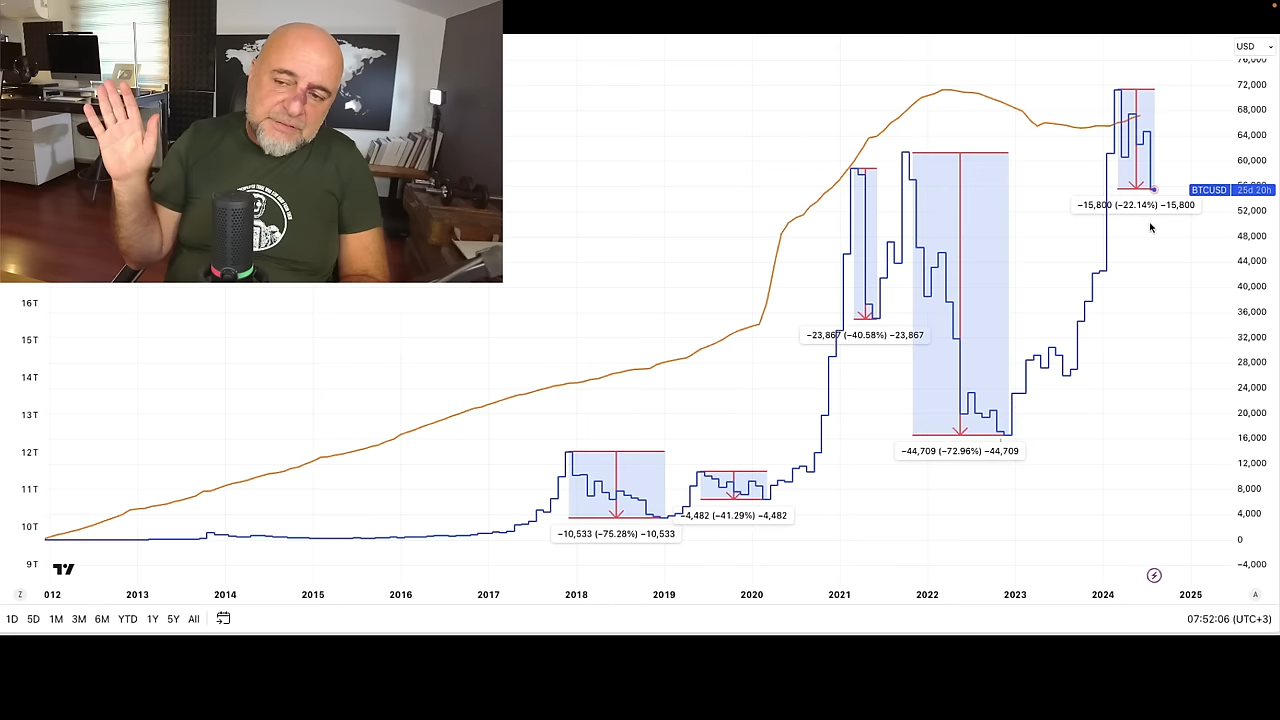 USD
76,000
72,000
68,000
64,000
60,000
56,000
BTCUSD 25d 20h
−15,800 (−22.14%) −15,800
52,000
48,000
44,000
40,000
36,000
32,000
28,000
24,000
20,000
16,000
12,000
8,000
4,000
0
−4,000
16T
15T
14T
13T
12T
11T
10T
9T
−23,867 (−40.58%) −23,867
−44,709 (−72.96%) −44,709
−4,482 (−41.29%) −4,482
−10,533 (−75.28%) −10,533
Z 012 2013 2014 2015 2016 2017 2018 2019 2020 2021 2022 2023 2024 2025 A
1D 5D 1M 3M 6M YTD 1Y 5Y All
07:52:06 (UTC+3)